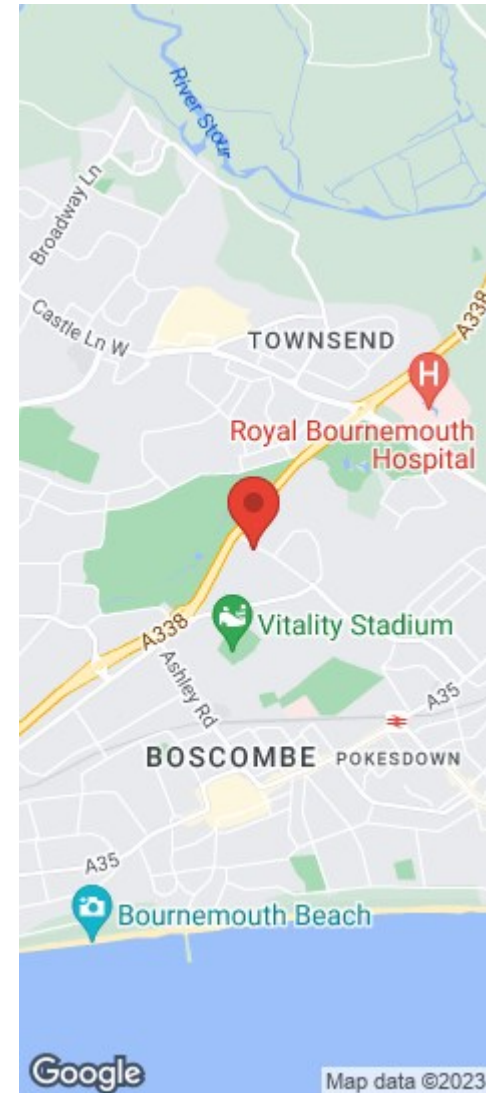 River Stour
Broadway Ln
Castle Ln W
A338
TOWNSEND
H
Royal Bournemouth
Hospital
Vitality Stadium
A338
Ashley Rd
A35
BOSCOMBE
POKESDOWN
A35
Bournemouth Beach
Google
Map data ©2023